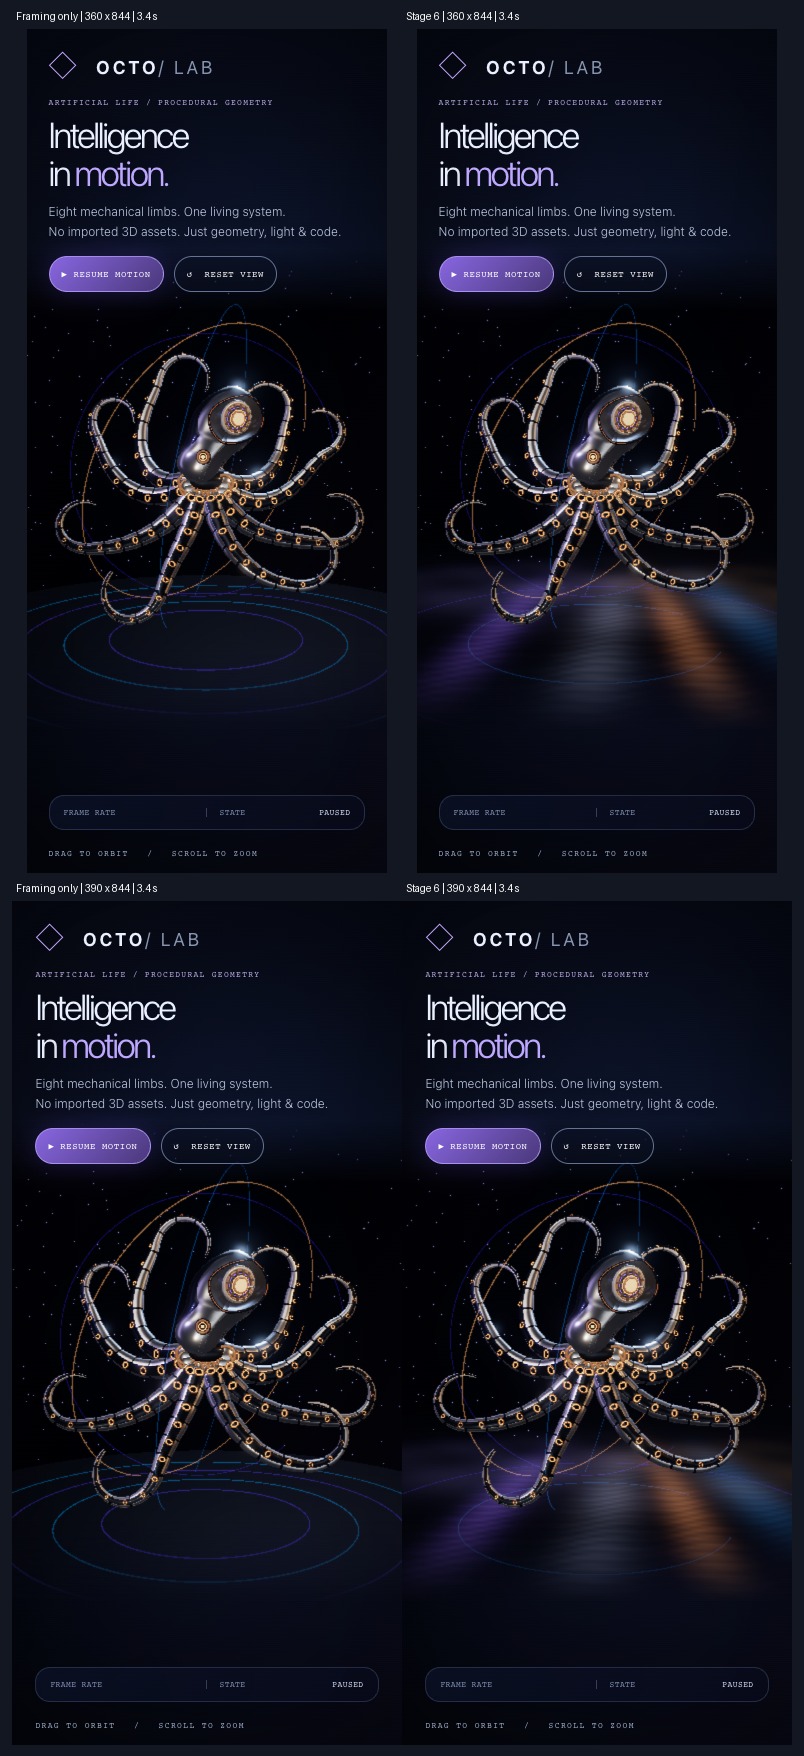 Framing only | 360 x 844 | 3.4s
OCTO/ LAB
ARTIFICIAL LIFE / PROCEDURAL GEOMETRY
Intelligence
in motion.
Eight mechanical limbs. One living system.
No imported 3D assets. Just geometry, light & code.
▶ RESUME MOTION ↺ RESET VIEW
FRAME RATE | STATE PAUSED
DRAG TO ORBIT / SCROLL TO ZOOM
Stage 6 | 360 x 844 | 3.4s
OCTO/ LAB
ARTIFICIAL LIFE / PROCEDURAL GEOMETRY
Intelligence
in motion.
Eight mechanical limbs. One living system.
No imported 3D assets. Just geometry, light & code.
▶ RESUME MOTION ↺ RESET VIEW
FRAME RATE | STATE PAUSED
DRAG TO ORBIT / SCROLL TO ZOOM
Framing only | 390 x 844 | 3.4s
OCTO/ LAB
ARTIFICIAL LIFE / PROCEDURAL GEOMETRY
Intelligence
in motion.
Eight mechanical limbs. One living system.
No imported 3D assets. Just geometry, light & code.
▶ RESUME MOTION ↺ RESET VIEW
FRAME RATE | STATE PAUSED
DRAG TO ORBIT / SCROLL TO ZOOM
Stage 6 | 390 x 844 | 3.4s
OCTO/ LAB
ARTIFICIAL LIFE / PROCEDURAL GEOMETRY
Intelligence
in motion.
Eight mechanical limbs. One living system.
No imported 3D assets. Just geometry, light & code.
▶ RESUME MOTION ↺ RESET VIEW
FRAME RATE | STATE PAUSED
DRAG TO ORBIT / SCROLL TO ZOOM